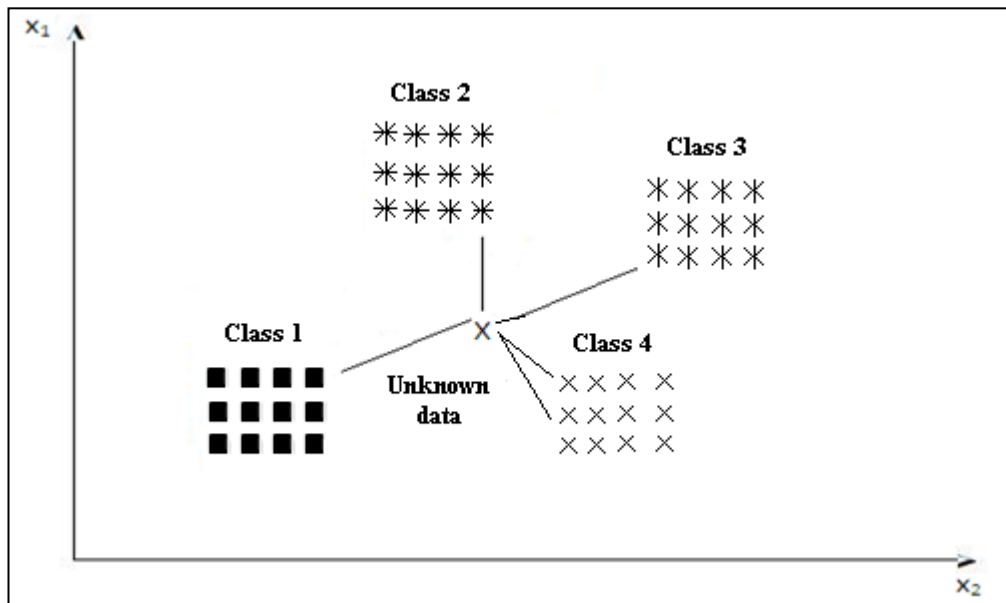 x₁
Class 2
Class 3
Class 1
X
Class 4
Unknown
data
x₂